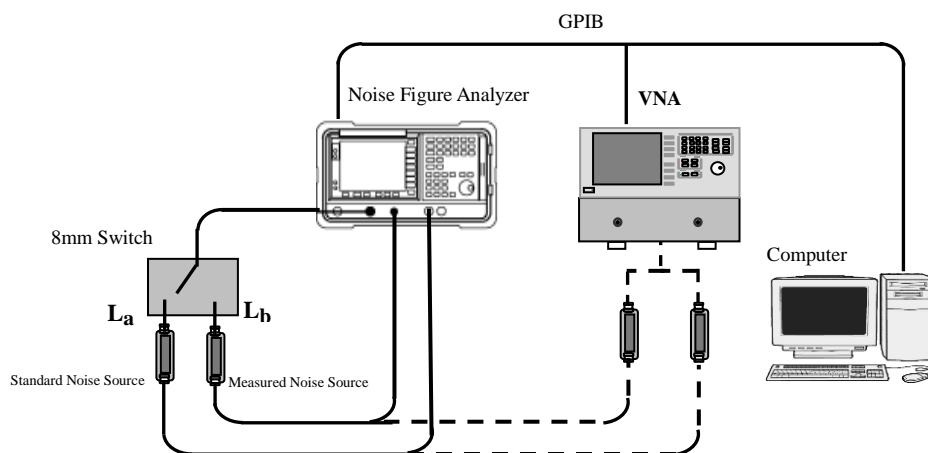 GPIB
Noise Figure Analyzer
VNA
8mm Switch
Computer
La
Lb
Standard Noise Source
Measured Noise Source